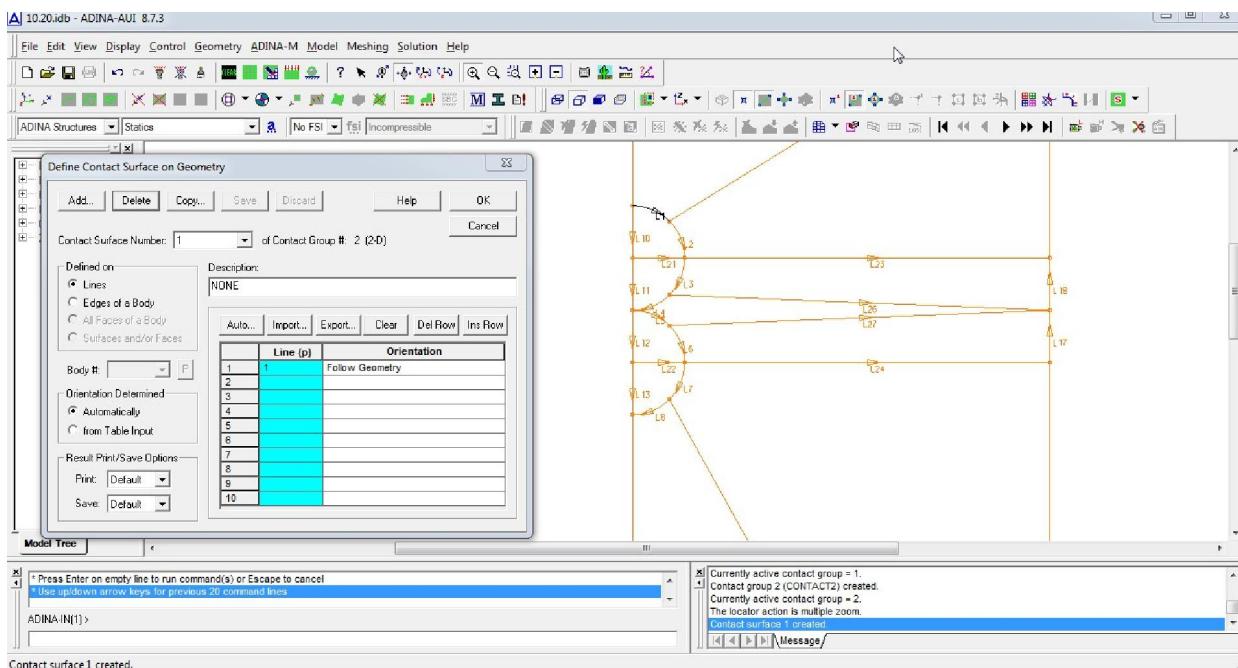 10.20.idb - ADINA-AUI 8.7.3
File Edit View Display Control Geometry ADINA-M Model Meshing Solution Help
ADINA Structures Statics No FSI fsi Incompressible
Define Contact Surface on Geometry
Add... Delete Copy... Save Discard Help OK
Cancel
Contact Surface Number: 1 of Contact Group #: 2 (2-D)
Defined on
Lines
Edges of a Body
All Faces of a Body
Surfaces and/or Faces
Body #: P
Orientation Determined
Automatically
from Table Input
Result Print/Save Options
Print: Default
Save: Default
Description:
NONE
Auto... Import... Export... Clear Del Row Ins Row
Line {p} Orientation
1 1 Follow Geometry
2
3
4
5
6
7
8
9
10
L1
L10
L2
L21
L23
L11
L3
L18
L26
L27
L12
L6
L17
L22
L24
L13
L7
L8
Model Tree
* Press Enter on empty line to run command(s) or Escape to cancel
* Use up/down arrow keys for previous 20 command lines
ADINA-IN(1) >
Currently active contact group = 1.
Contact group 2 (CONTACT2) created.
Currently active contact group = 2.
The locator action is multiple zoom.
Contact surface 1 created.
Message
Contact surface 1 created.